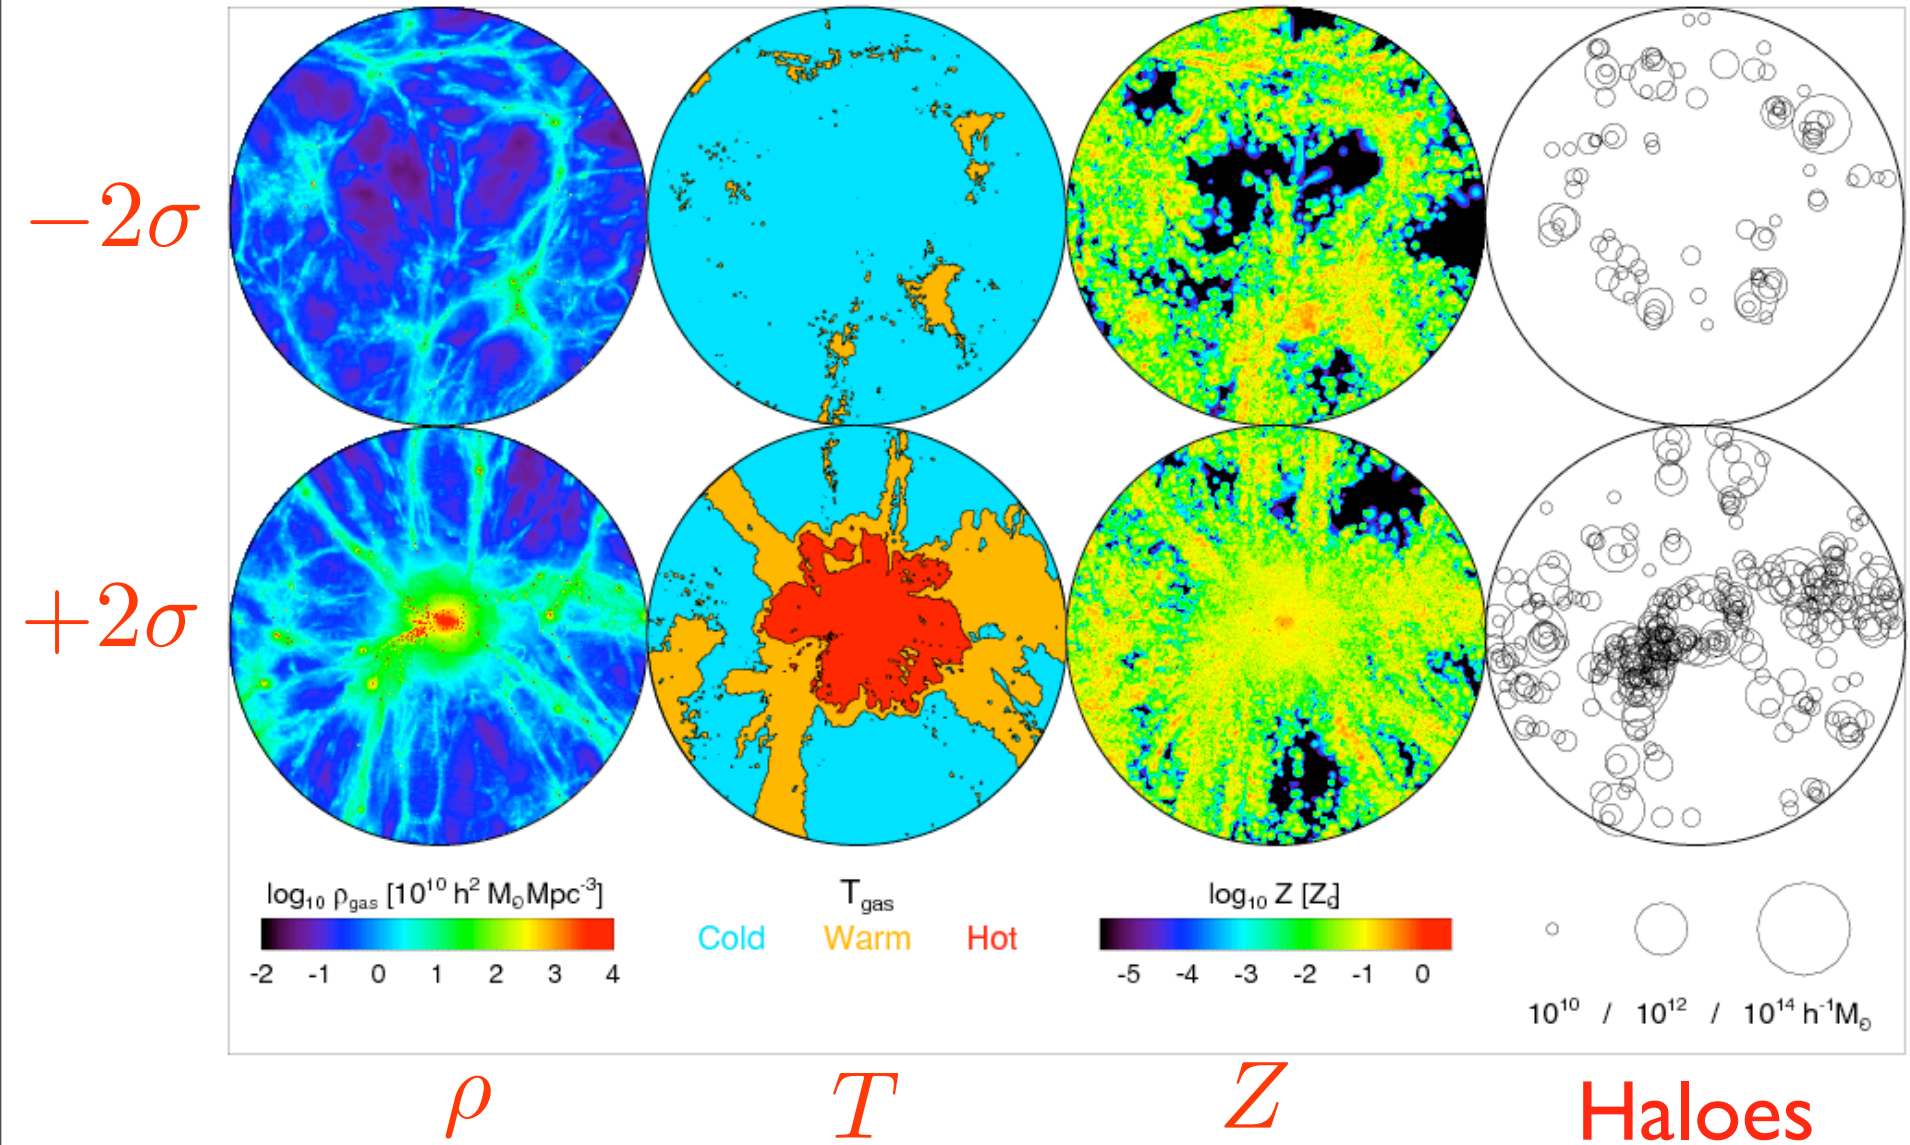 −2σ
+2σ
log₁₀ ρgas [10¹⁰ h² M⊙Mpc⁻³]
-2 -1 0 1 2 3 4
Tgas
Cold Warm Hot
log₁₀ Z [Z⊙]
-5 -4 -3 -2 -1 0
10¹⁰ / 10¹² / 10¹⁴ h⁻¹M⊙
ρ T Z Haloes